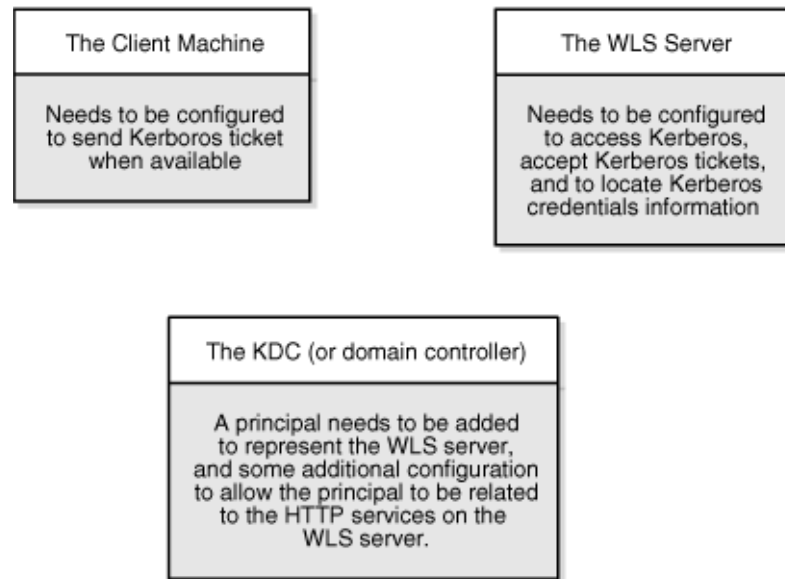 The Client Machine
Needs to be configured
to send Kerboros ticket
when available
The WLS Server
Needs to be configured
to access Kerberos,
accept Kerberos tickets,
and to locate Kerberos
credentials information
The KDC (or domain controller)
A principal needs to be added
to represent the WLS server,
and some additional configuration
to allow the principal to be related
to the HTTP services on the
WLS server.